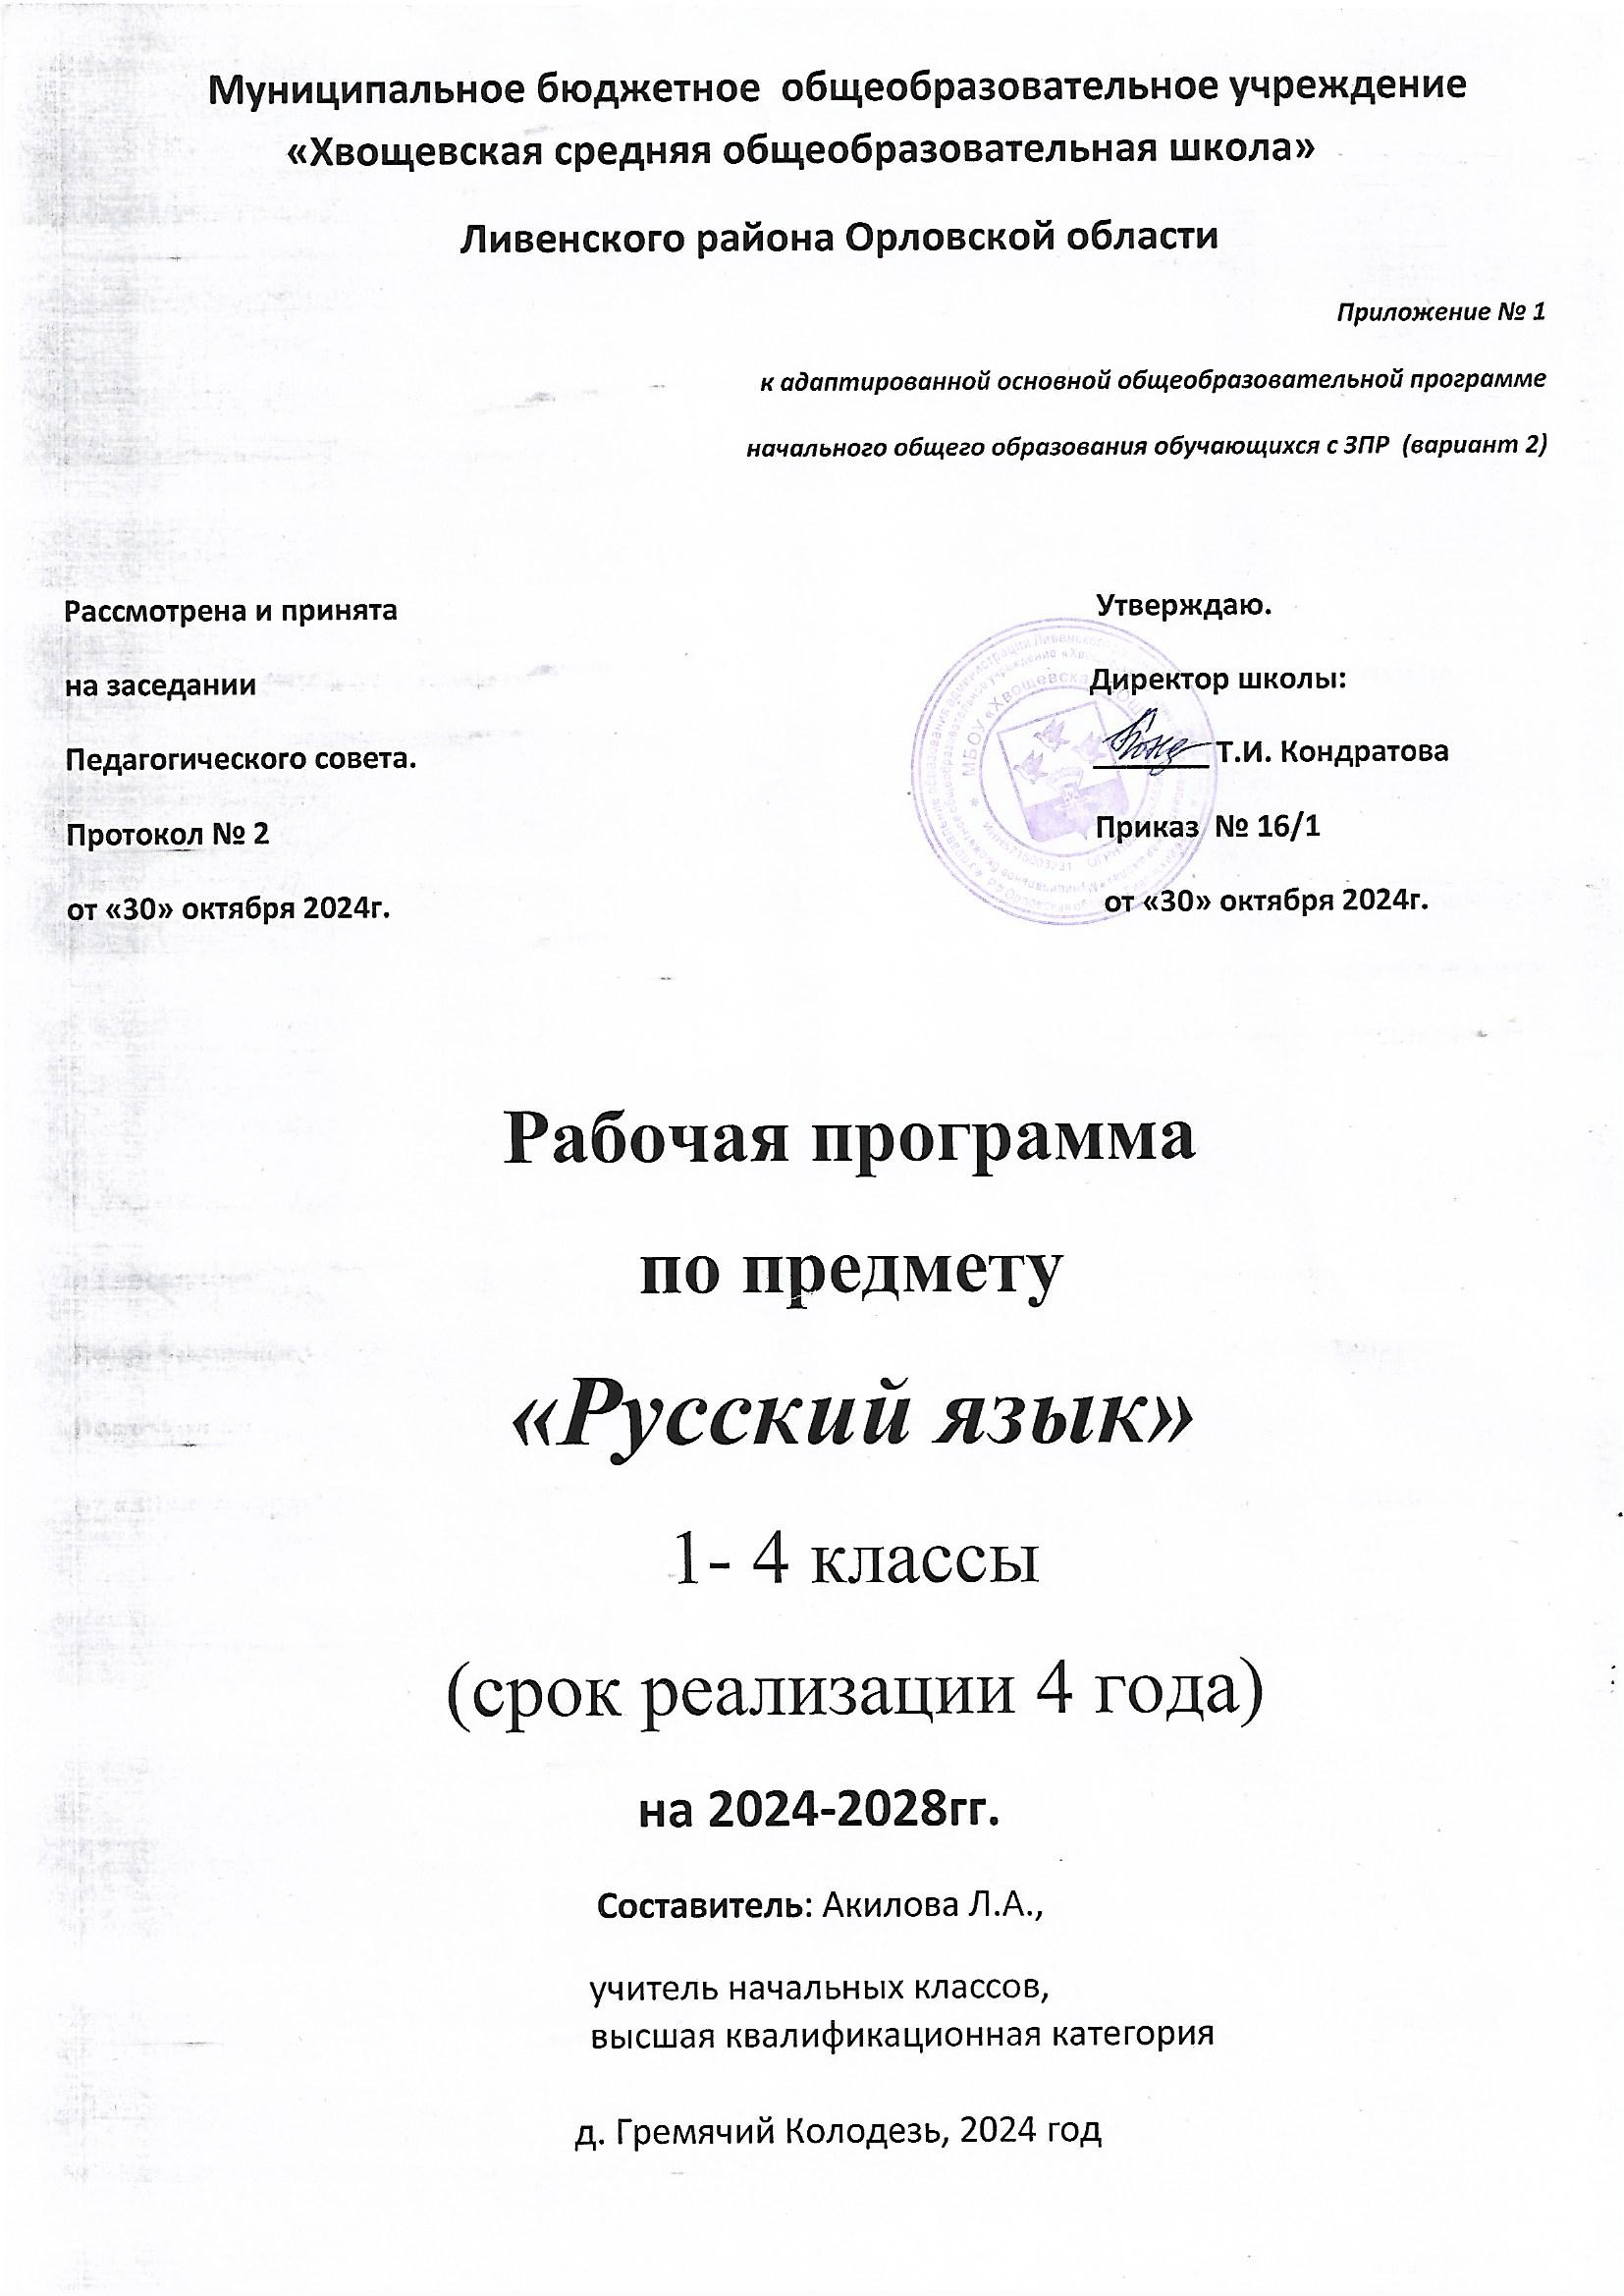 Муниципальное бюджетное общеобразовательное учреждение
«Хвощевская средняя общеобразовательная школа»
Ливенского района Орловской области
Приложение № 1
к адаптированной основной общеобразовательной программе
начального общего образования обучающихся с ЗПР (вариант 2)
Рассмотрена и принята
на заседании
Педагогического совета.
Протокол № 2
от «30» октября 2024г.
Утверждаю.
Директор школы:
Т.И. Кондратова
Приказ № 16/1
от «30» октября 2024г.
МБОУ «Хвощевская
Рабочая программа
по предмету
«Русский язык»
1- 4 классы
(срок реализации 4 года)
на 2024-2028гг.
Составитель: Акилова Л.А.,
учитель начальных классов,
высшая квалификационная категория
д. Гремячий Колодезь, 2024 год